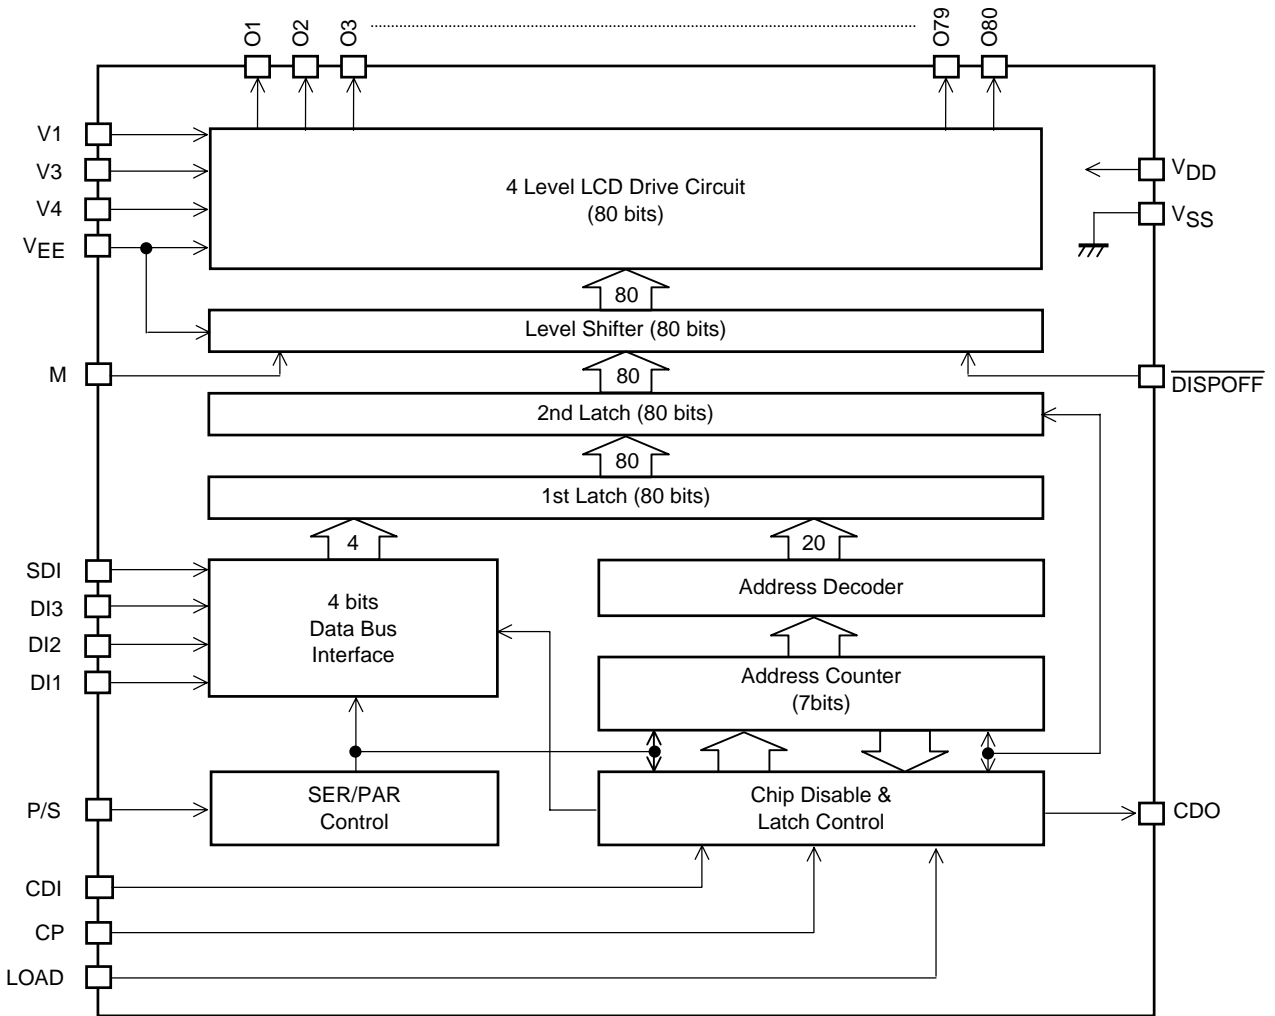 O1
O2
O3
O79
O80
V1
V3
V4
VEE
4 Level LCD Drive Circuit
(80 bits)
VDD
VSS
80
Level Shifter (80 bits)
M
80
DISPOFF
2nd Latch (80 bits)
80
1st Latch (80 bits)
4
20
SDI
DI3
DI2
DI1
4 bits
Data Bus
Interface
Address Decoder
Address Counter
(7bits)
P/S
SER/PAR
Control
Chip Disable &
Latch Control
CDO
CDI
CP
LOAD